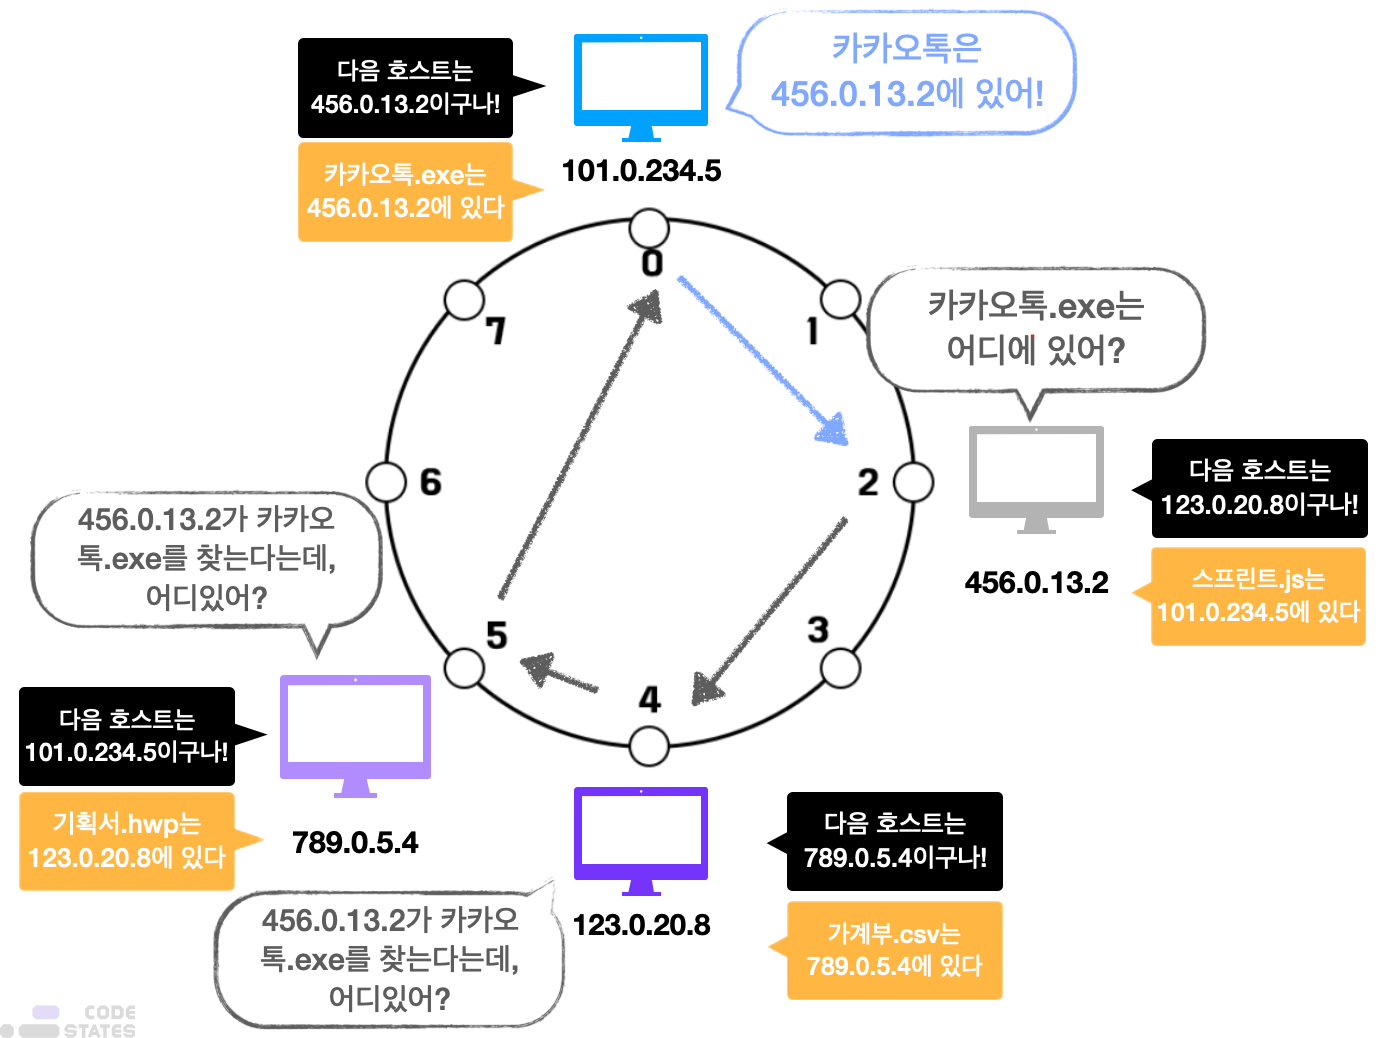 다음 호스트는
456.0.13.2이구나!
카카오톡은
456.0.13.2에 있어!
카카오톡.exe는
456.0.13.2에 있다
101.0.234.5
0
7
1
카카오톡.exe는
어디에 있어?
6
2
다음 호스트는
123.0.20.8이구나!
456.0.13.2가 카카오
톡.exe를 찾는다는데,
어디있어?
456.0.13.2
스프린트.js는
101.0.234.5에 있다
5
3
4
다음 호스트는
101.0.234.5이구나!
기획서.hwp는
123.0.20.8에 있다
789.0.5.4
다음 호스트는
789.0.5.4이구나!
456.0.13.2가 카카오
톡.exe를 찾는다는데,
어디있어?
123.0.20.8
가계부.csv는
789.0.5.4에 있다
CODE
STATES